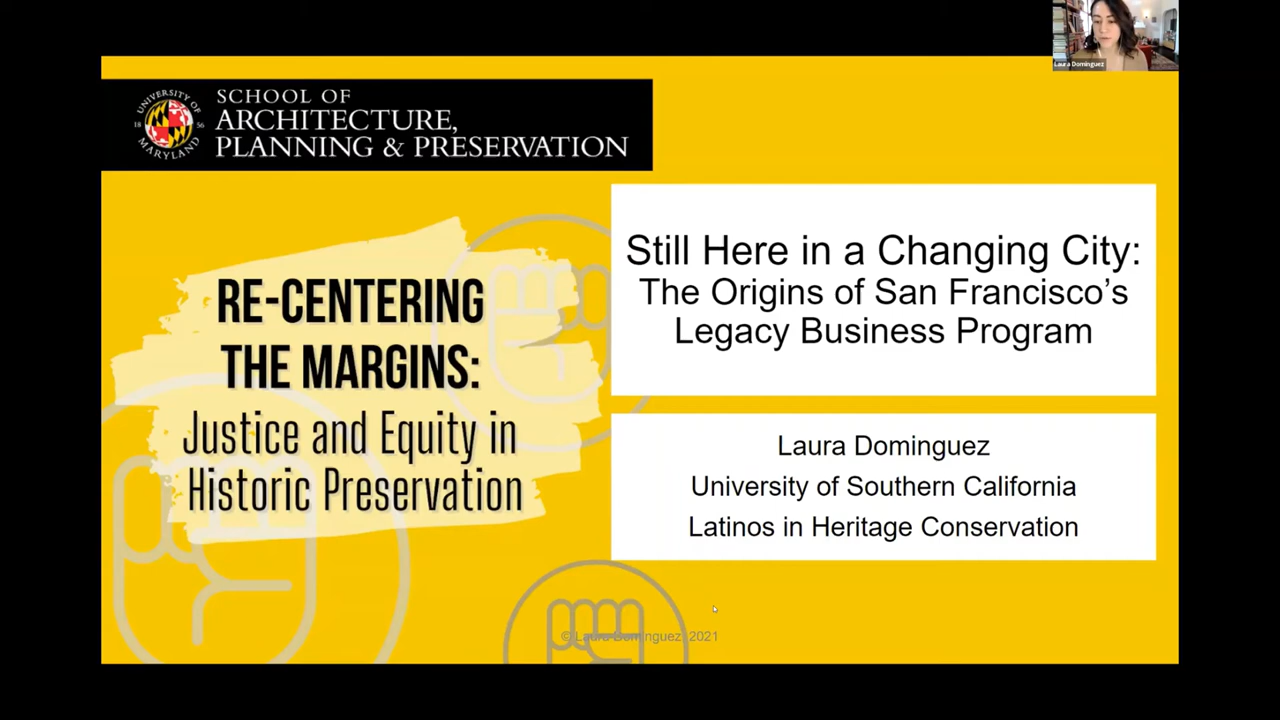 Laura Dominguez
UNIVERSITY OF
18 56
MARYLAND
SCHOOL OF
ARCHITECTURE,
PLANNING & PRESERVATION
RE-CENTERING
THE MARGINS:
Justice and Equity in
Historic Preservation
Still Here in a Changing City:
The Origins of San Francisco's
Legacy Business Program
Laura Dominguez
University of Southern California
Latinos in Heritage Conservation
© Laura Dominguez, 2021